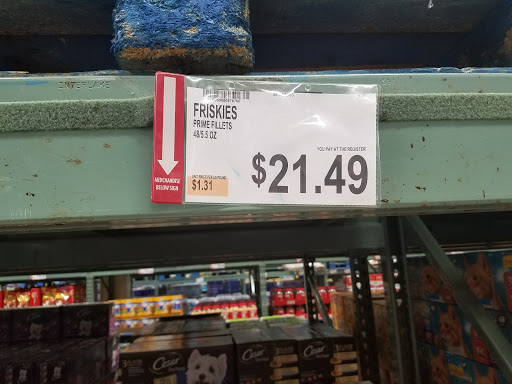 INTERLAKE
FRISKIES
PRIME FILLETS
48/5.5 OZ
YOU PAY AT THE REGISTER
$21.49
$1.31
MERCHANDISE
BELOW SIGN
Cesar
Cesar
Cesar